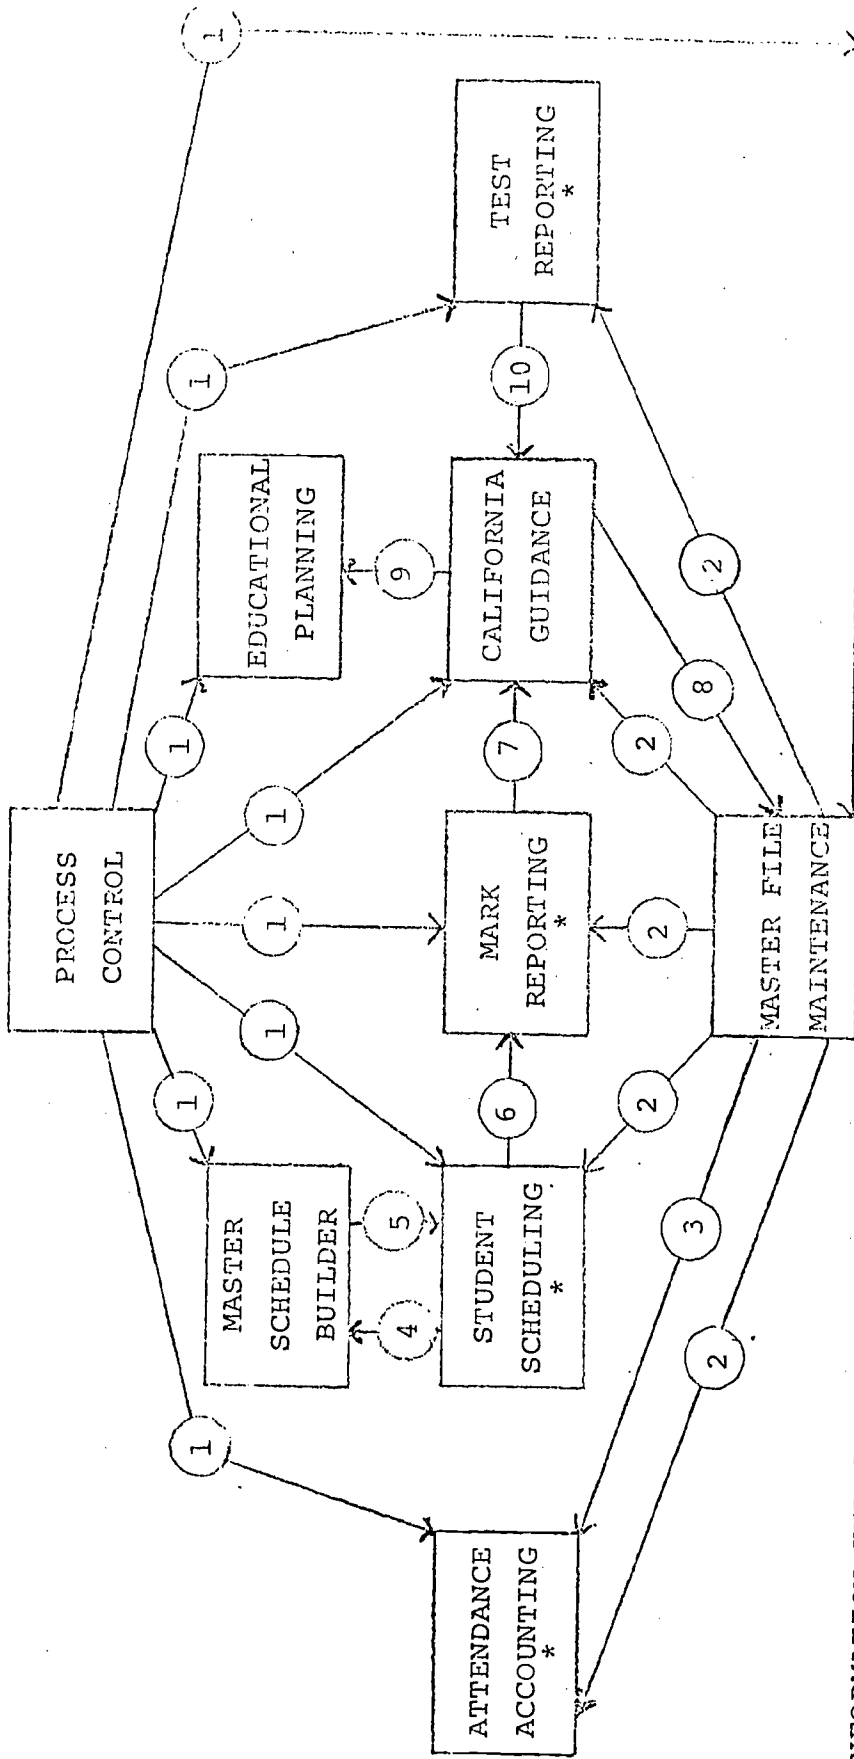 1
PROCESS
CONTROL
1
1
1
1
1
1
1
MASTER
SCHEDULE
BUILDER
EDUCATIONAL
PLANNING
4
5
9
ATTENDANCE
ACCOUNTING
*
STUDENT
SCHEDULING
*
6
MARK
REPORTING
*
7
CALIFORNIA
GUIDANCE
10
TEST
REPORTING
*
3
2
2
2
2
8
2
MASTER FILE
MAINTENANCE